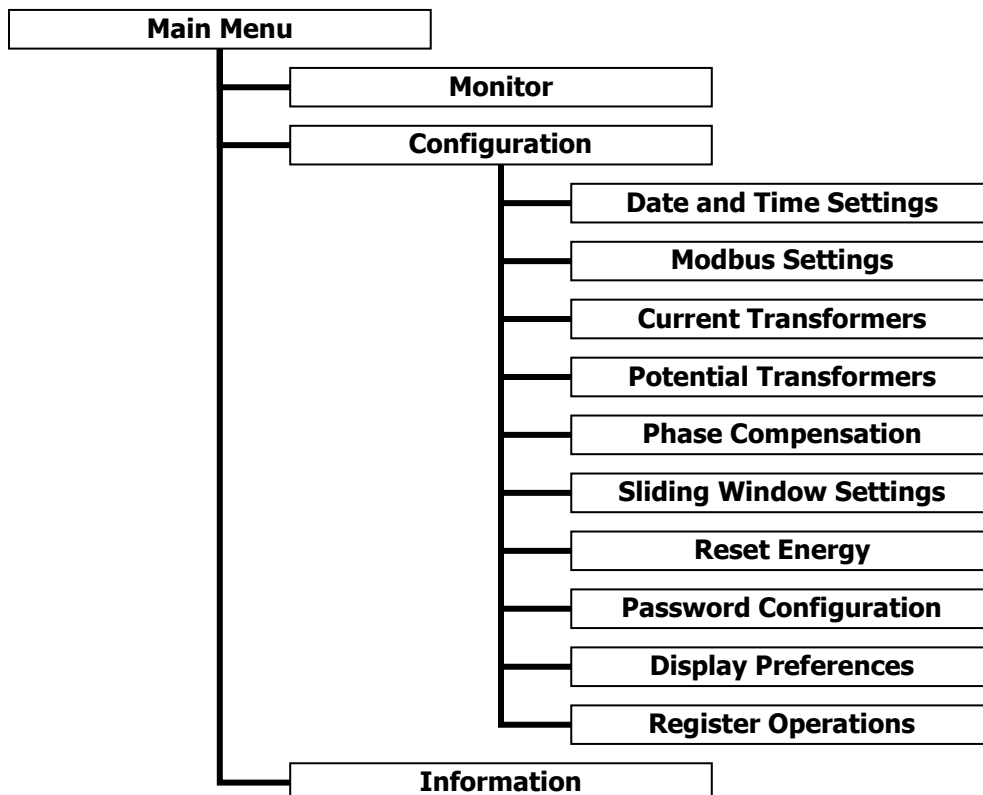 Main Menu
Monitor
Configuration
Date and Time Settings
Modbus Settings
Current Transformers
Potential Transformers
Phase Compensation
Sliding Window Settings
Reset Energy
Password Configuration
Display Preferences
Register Operations
Information